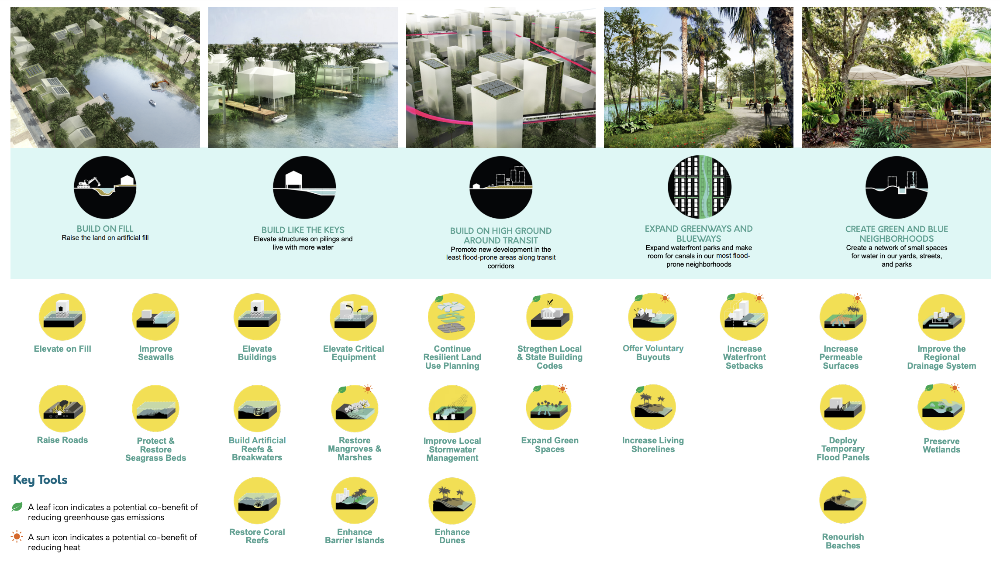 BUILD ON FILL
Raise the land on artificial fill
BUILD LIKE THE KEYS
Elevate structures on pilings and
live with more water
BUILD ON HIGH GROUND
AROUND TRANSIT
Promote new development in the
least flood-prone areas along transit
corridors
EXPAND GREENWAYS AND
BLUEWAYS
Expand waterfront parks and make
room for canals in our most flood-
prone neighborhoods
CREATE GREEN AND BLUE
NEIGHBORHOODS
Create a network of small spaces
for water in our yards, streets,
and parks
Elevate on Fill
Improve
Seawalls
Elevate
Buildings
Elevate Critical
Equipment
Continue
Resilient Land
Use Planning
Stregthen Local
& State Building
Codes
Offer Voluntary
Buyouts
Increase
Waterfront
Setbacks
Increase
Permeable
Surfaces
Improve the
Regional
Drainage System
Raise Roads
Protect &
Restore
Seagrass Beds
Build Artificial
Reefs &
Breakwaters
Restore
Mangroves &
Marshes
Improve Local
Stormwater
Management
Expand Green
Spaces
Increase Living
Shorelines
Deploy
Temporary
Flood Panels
Preserve
Wetlands
Restore Coral
Reefs
Enhance
Barrier Islands
Enhance
Dunes
Renourish
Beaches
Key Tools
A leaf icon indicates a potential co-benefit of
reducing greenhouse gas emissions
A sun icon indicates a potential co-benefit of
reducing heat